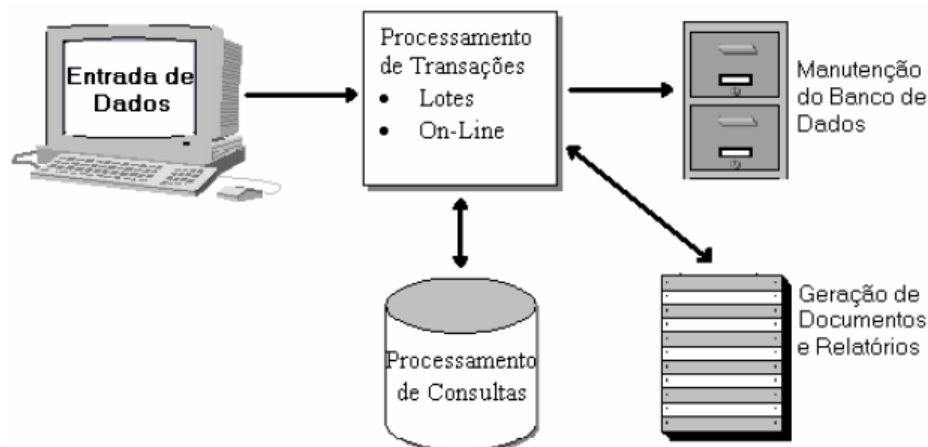 Entrada de
Dados
Processamento
de Transações
• Lotes
• On-Line
Manutenção
do Banco de
Dados
Processamento
de Consultas
Geração de
Documentos
e Relatórios